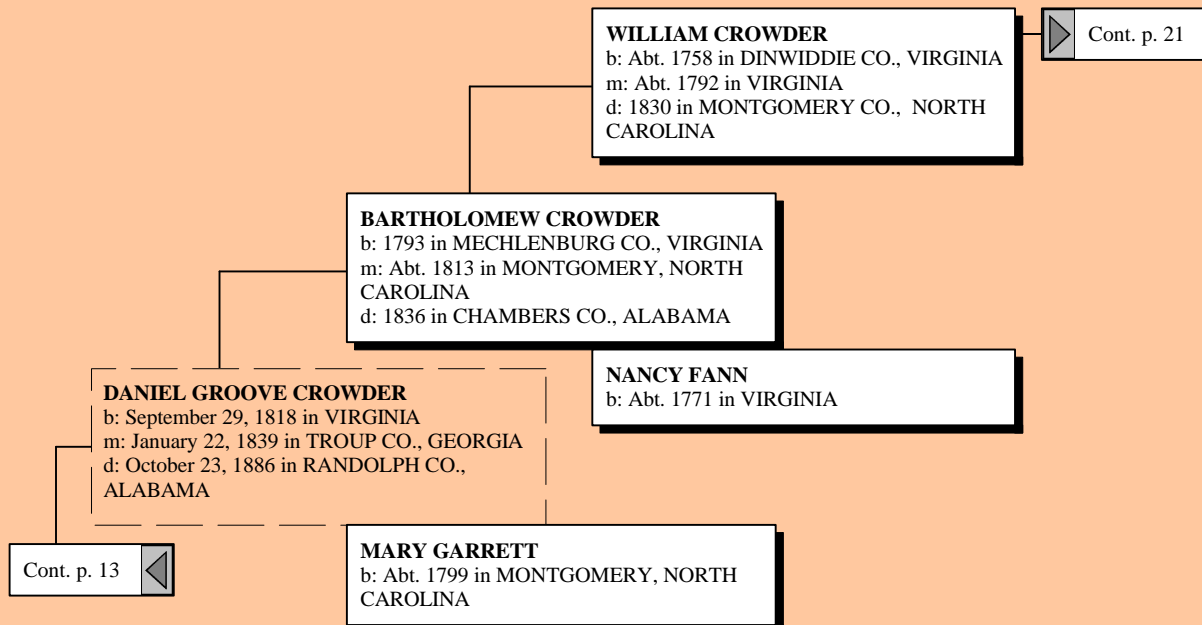 WILLIAM CROWDER
b: Abt. 1758 in DINWIDDIE CO., VIRGINIA
m: Abt. 1792 in VIRGINIA
d: 1830 in MONTGOMERY CO., NORTH
CAROLINA
Cont. p. 21
BARTHOLOMEW CROWDER
b: 1793 in MECHLENBURG CO., VIRGINIA
m: Abt. 1813 in MONTGOMERY, NORTH
CAROLINA
d: 1836 in CHAMBERS CO., ALABAMA
NANCY FANN
b: Abt. 1771 in VIRGINIA
DANIEL GROOVE CROWDER
b: September 29, 1818 in VIRGINIA
m: January 22, 1839 in TROUP CO., GEORGIA
d: October 23, 1886 in RANDOLPH CO.,
ALABAMA
Cont. p. 13
MARY GARRETT
b: Abt. 1799 in MONTGOMERY, NORTH
CAROLINA